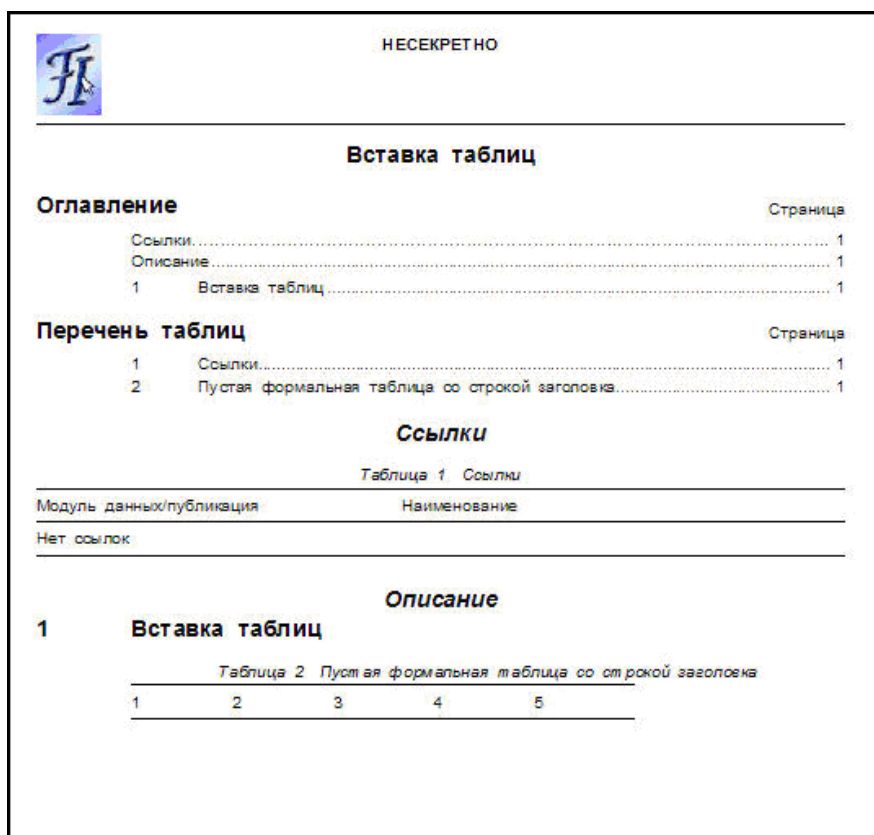 НЕСЕКРЕТНО
Вставка таблиц
Оглавление Страница
Ссылки 1
Описание 1
1 Вставка таблиц 1
Перечень таблиц Страница
1 Ссылки 1
2 Пустая формальная таблица со строкой заголовка 1
Ссылки
Таблица 1 Ссылки
Модуль данных/публикация Наименование
Нет ссылок
Описание
1 Вставка таблиц
Таблица 2 Пустая формальная таблица со строкой заголовка
1 2 3 4 5